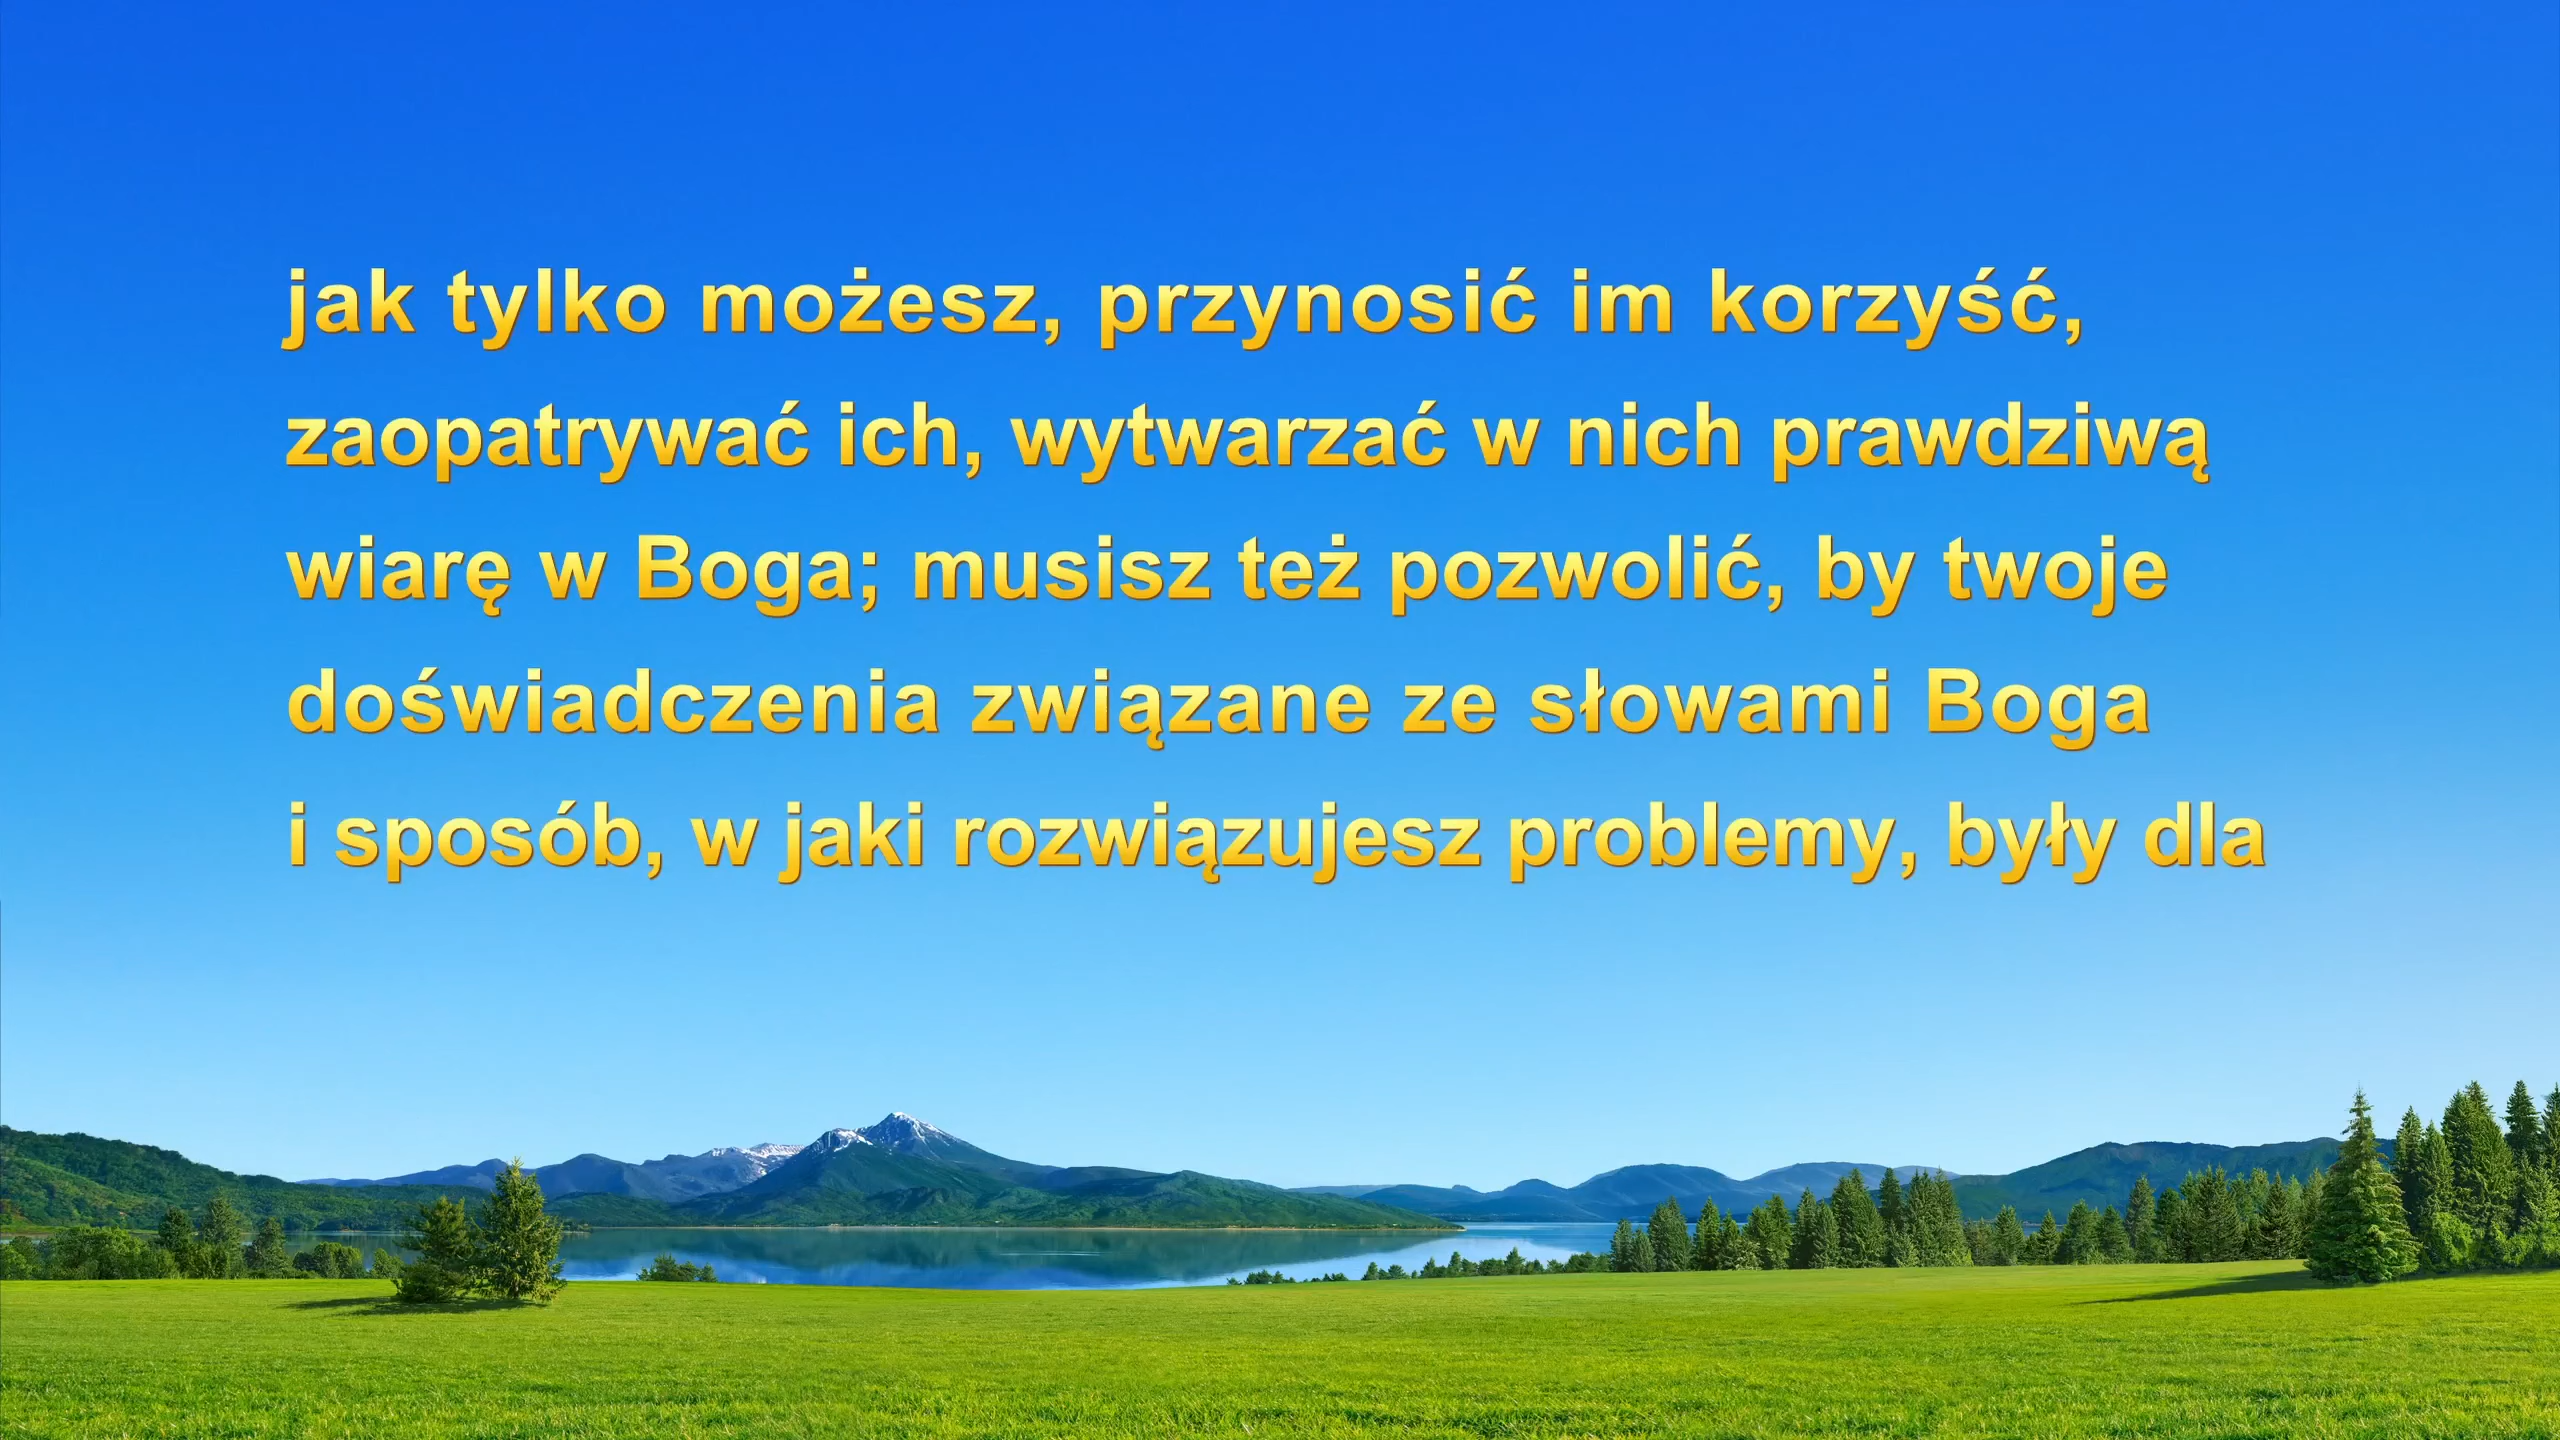 jak tylko możesz, przynosić im korzyść,
zaopatrywać ich, wytwarzać w nich prawdziwą
wiarę w Boga; musisz też pozwolić, by twoje
doświadczenia związane ze słowami Boga
i sposób, w jaki rozwiązujesz problemy, były dla